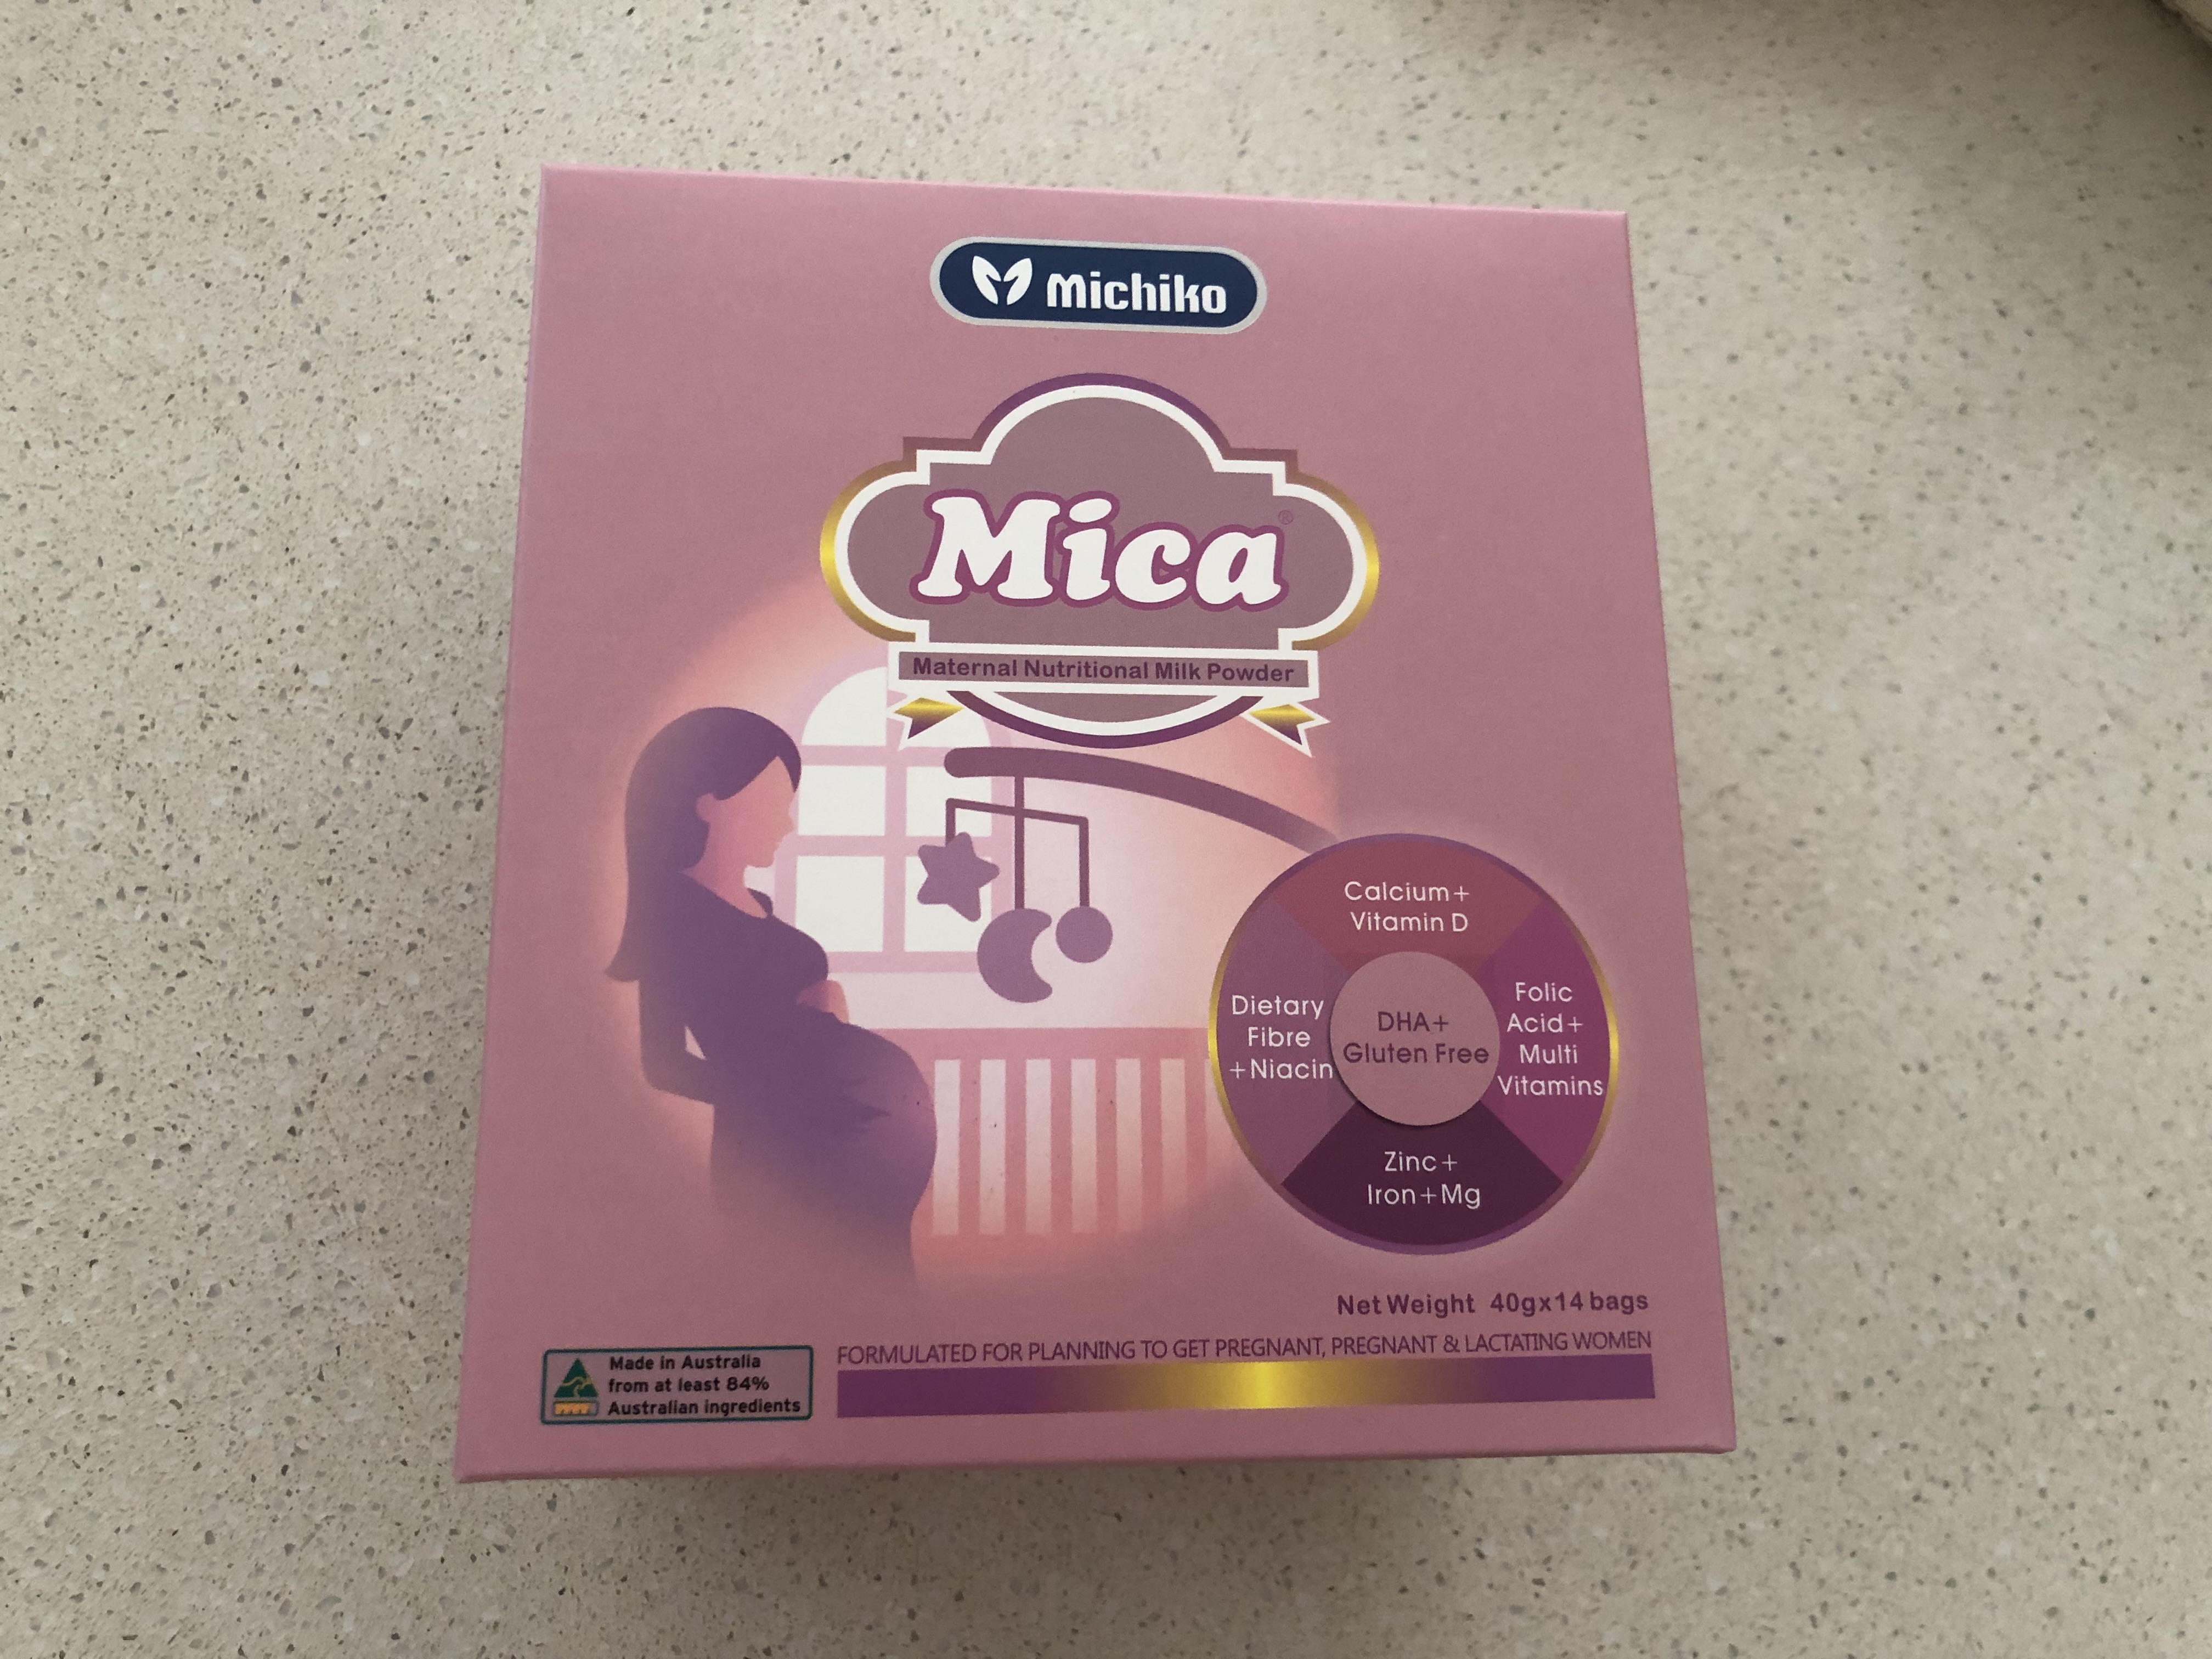 michiko
Mica®
Maternal Nutritional Milk Powder
Calcium+
Vitamin D
Dietary
Fibre
+Niacin
DHA+
Gluten Free
Folic
Acid+
Multi
Vitamins
Zinc+
Iron+Mg
Net Weight 40gx14 bags
FORMULATED FOR PLANNING TO GET PREGNANT, PREGNANT & LACTATING WOMEN
Made in Australia
from at least 84%
Australian ingredients